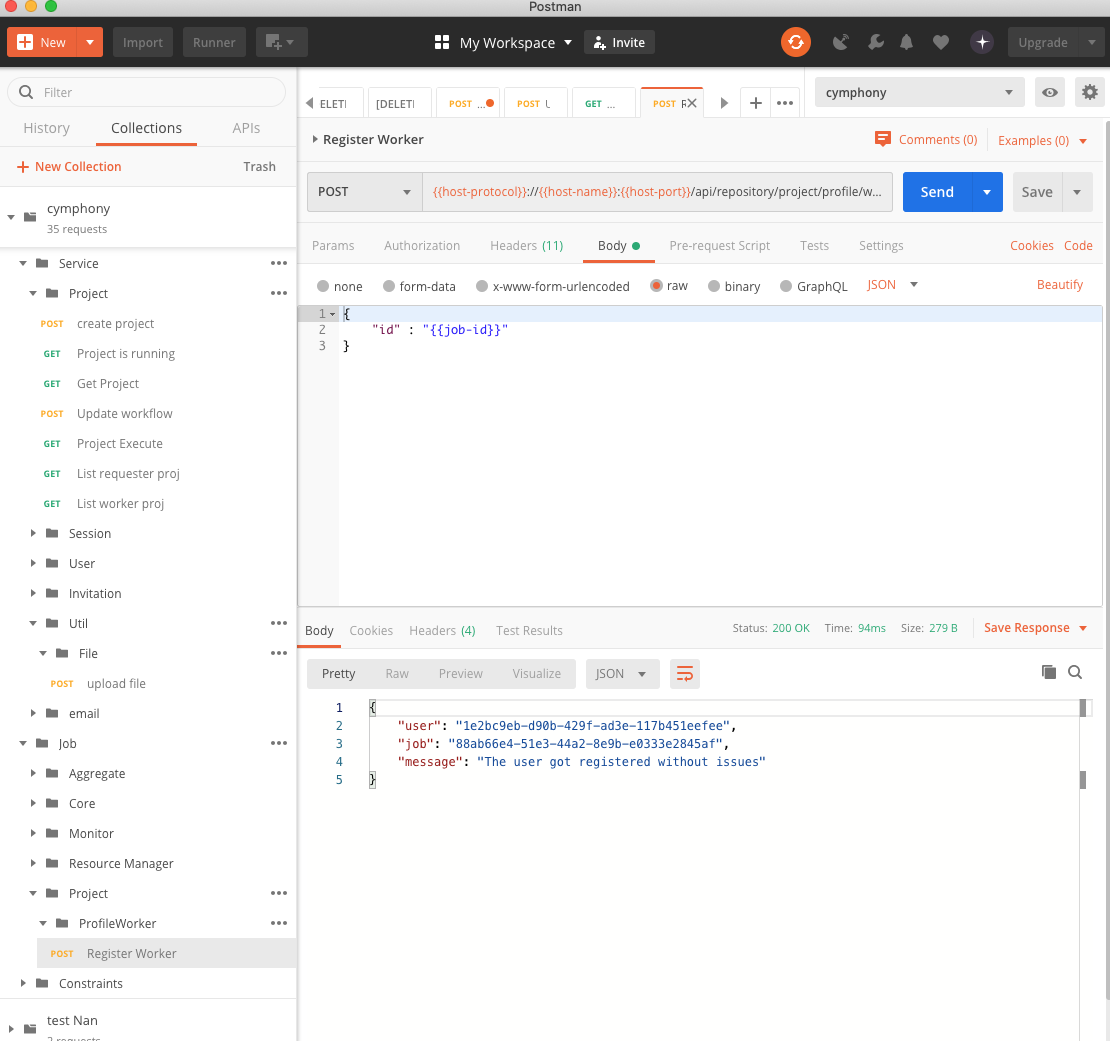 Postman
New
Import
Runner
My Workspace
Invite
Upgrade
Filter
History
Collections
APIs
New Collection
Trash
cymphony
35 requests
Service
Project
POST create project
GET Project is running
GET Get Project
POST Update workflow
GET Project Execute
GET List requester proj
GET List worker proj
Session
User
Invitation
Util
File
POST upload file
email
Job
Aggregate
Core
Monitor
Resource Manager
Project
ProfileWorker
POST Register Worker
Constraints
test Nan
2 requests
[DELETI
POST ...
POST
GET ...
POST
cymphony
Register Worker
Comments (0)
Examples (0)
POST
{{host-protocol}}://{{host-name}}:{{host-port}}/api/repository/project/profile/w...
Send
Save
Params
Authorization
Headers (11)
Body
Pre-request Script
Tests
Settings
Cookies
Code
none
form-data
x-www-form-urlencoded
raw
binary
GraphQL
JSON
Beautify
1 {
2 "id" : "{{job-id}}"
3 }
Body
Cookies
Headers (4)
Test Results
Status: 200 OK
Time: 94ms
Size: 279 B
Save Response
Pretty
Raw
Preview
Visualize
JSON
1 {
2 "user": "1e2bc9eb-d90b-429f-ad3e-117b451eefee",
3 "job": "88ab66e4-51e3-44a2-8e9b-e0333e2845af",
4 "message": "The user got registered without issues"
5 }